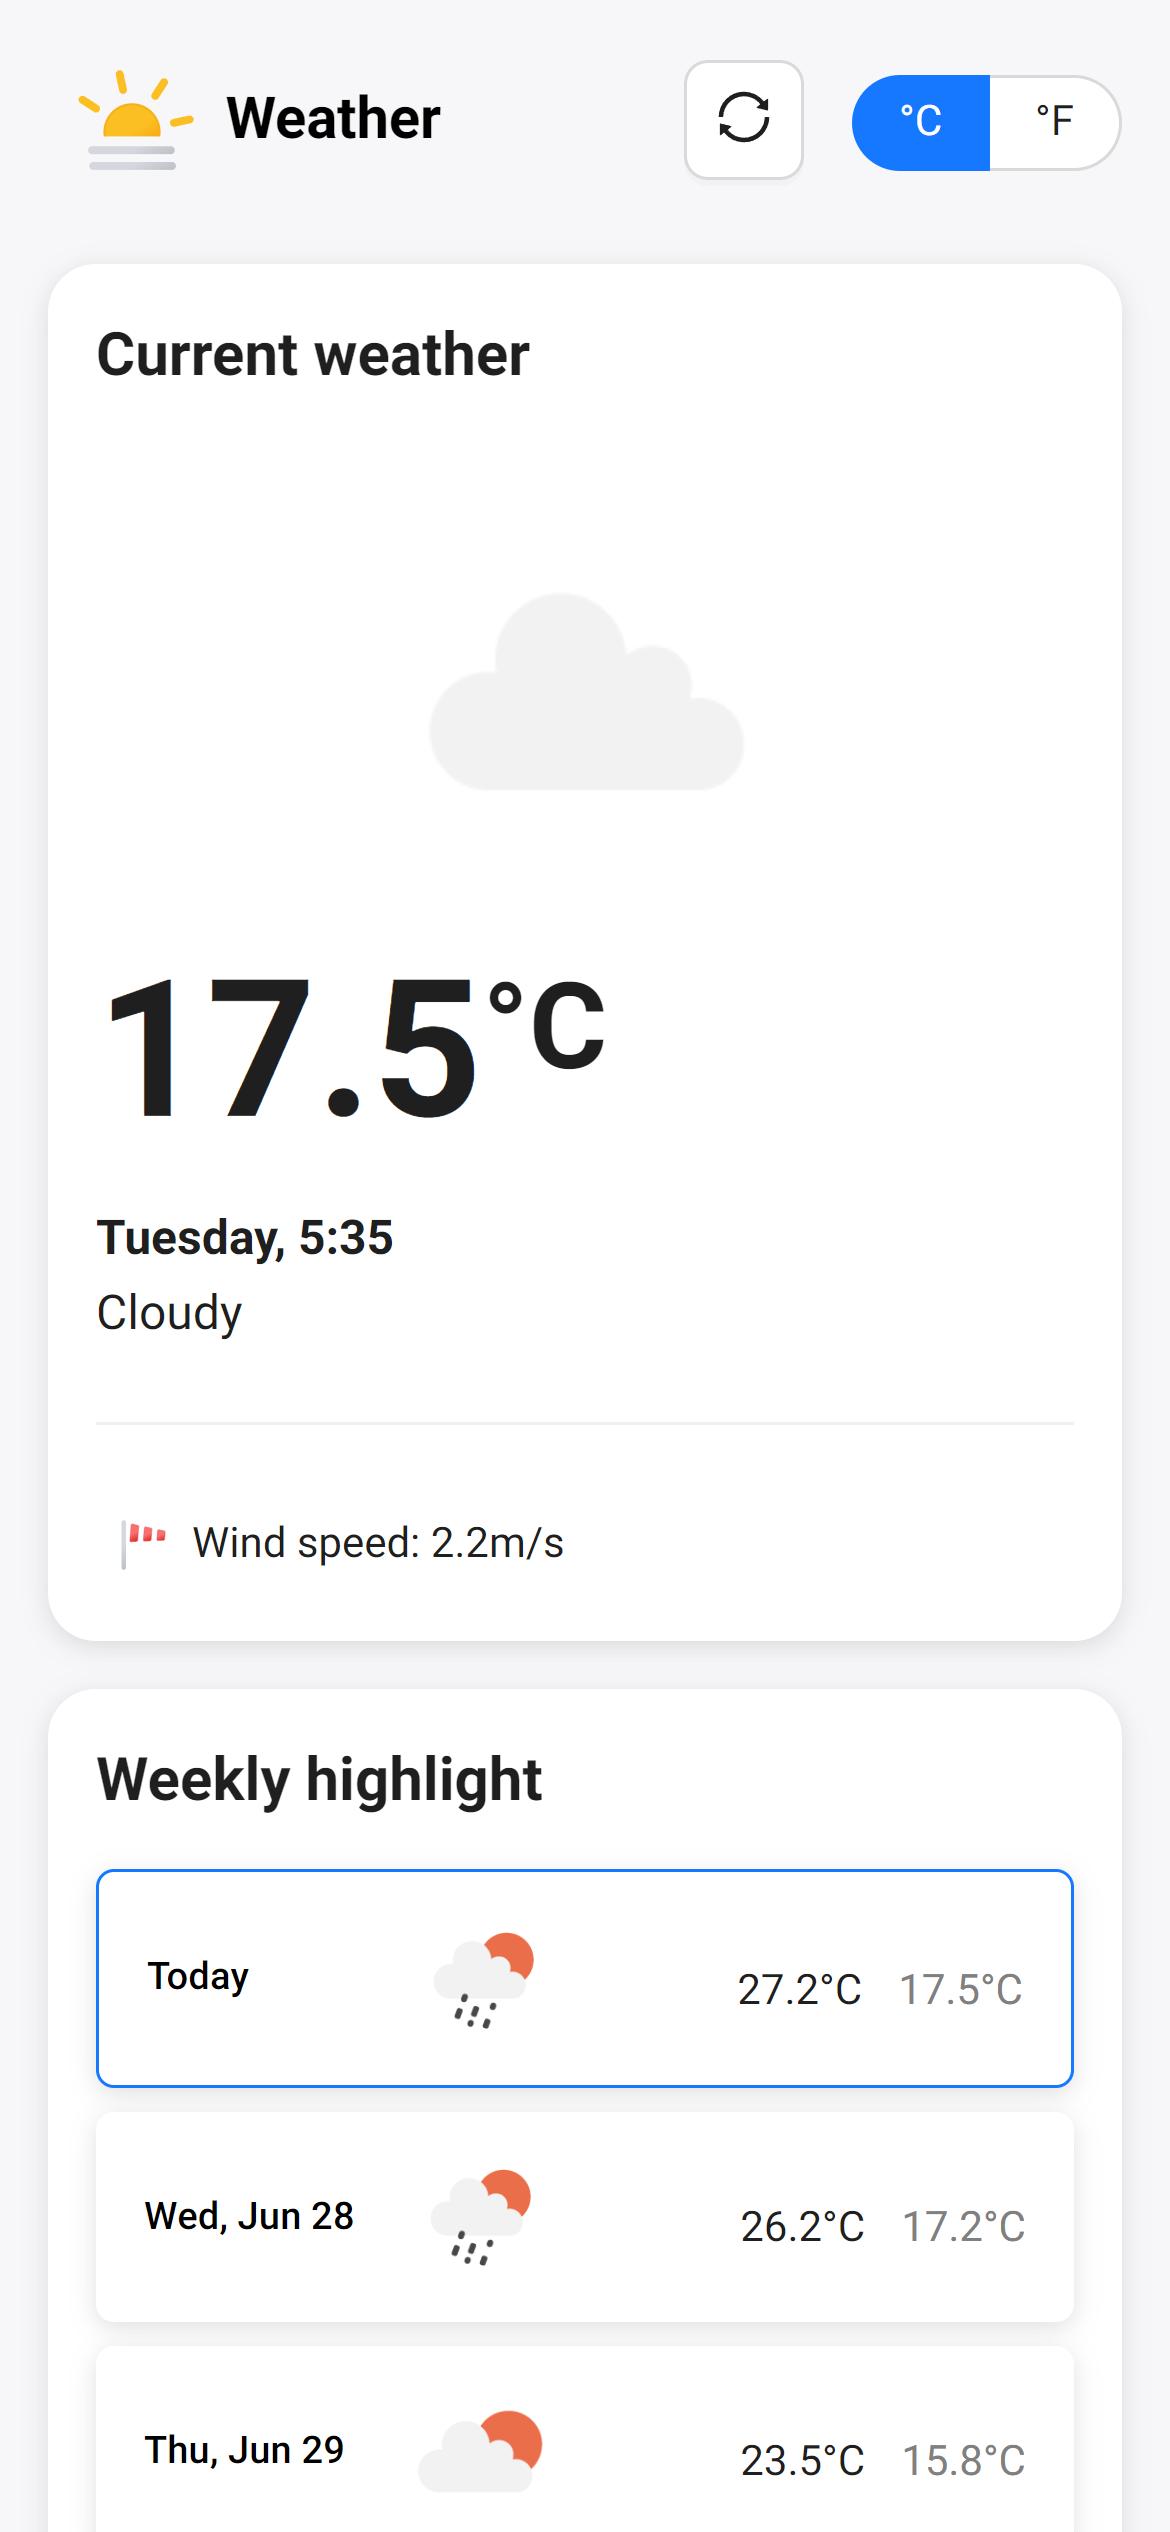 Weather
°C °F
Current weather
17.5°C
Tuesday, 5:35
Cloudy
Wind speed: 2.2m/s
Weekly highlight
Today 27.2°C 17.5°C
Wed, Jun 28 26.2°C 17.2°C
Thu, Jun 29 23.5°C 15.8°C